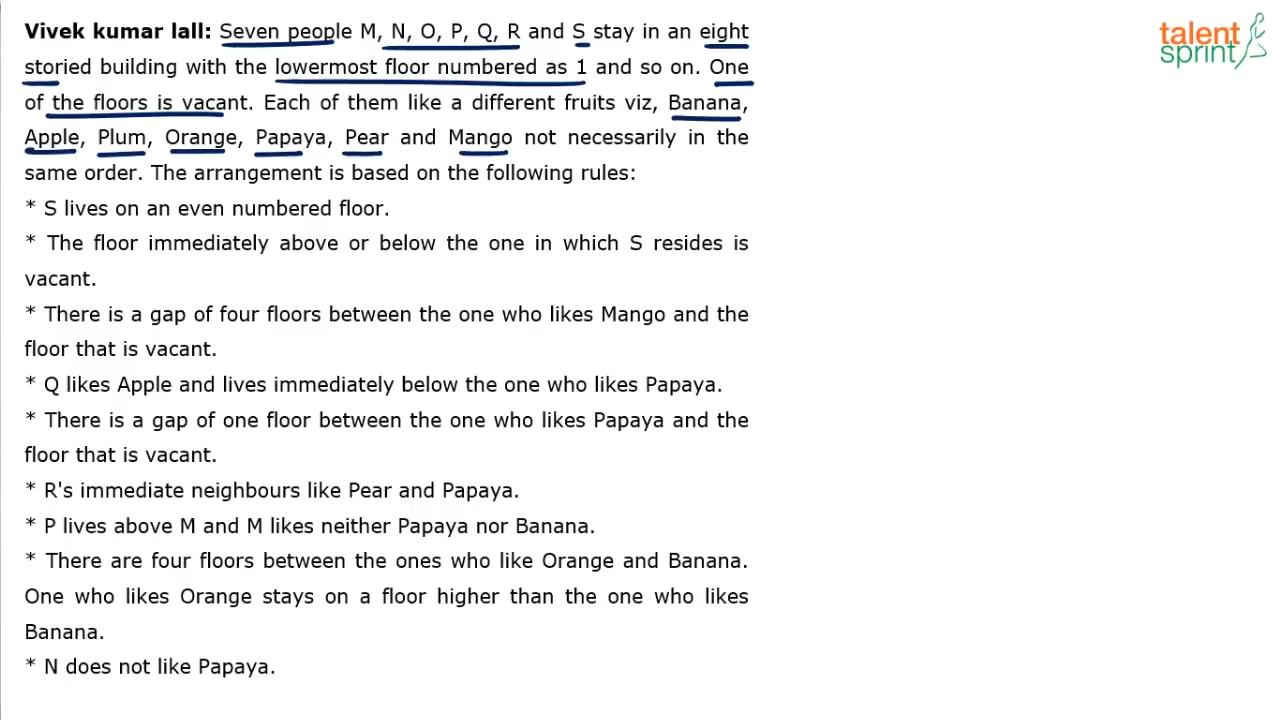 Vivek kumar lall: Seven people M, N, O, P, Q, R and S stay in an eight
storied building with the lowermost floor numbered as 1 and so on. One
of the floors is vacant. Each of them like a different fruits viz, Banana,
Apple, Plum, Orange, Papaya, Pear and Mango not necessarily in the
same order. The arrangement is based on the following rules:
* S lives on an even numbered floor.
* The floor immediately above or below the one in which S resides is
vacant.
* There is a gap of four floors between the one who likes Mango and the
floor that is vacant.
* Q likes Apple and lives immediately below the one who likes Papaya.
* There is a gap of one floor between the one who likes Papaya and the
floor that is vacant.
* R's immediate neighbours like Pear and Papaya.
* P lives above M and M likes neither Papaya nor Banana.
* There are four floors between the ones who like Orange and Banana.
One who likes Orange stays on a floor higher than the one who likes
Banana.
* N does not like Papaya.
talent
sprint